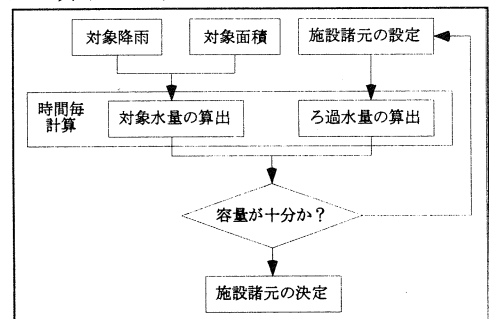 対象降雨
対象面積
施設諸元の設定
時間毎
計算
対象水量の算出
ろ過水量の算出
容量が十分か?
施設諸元の決定